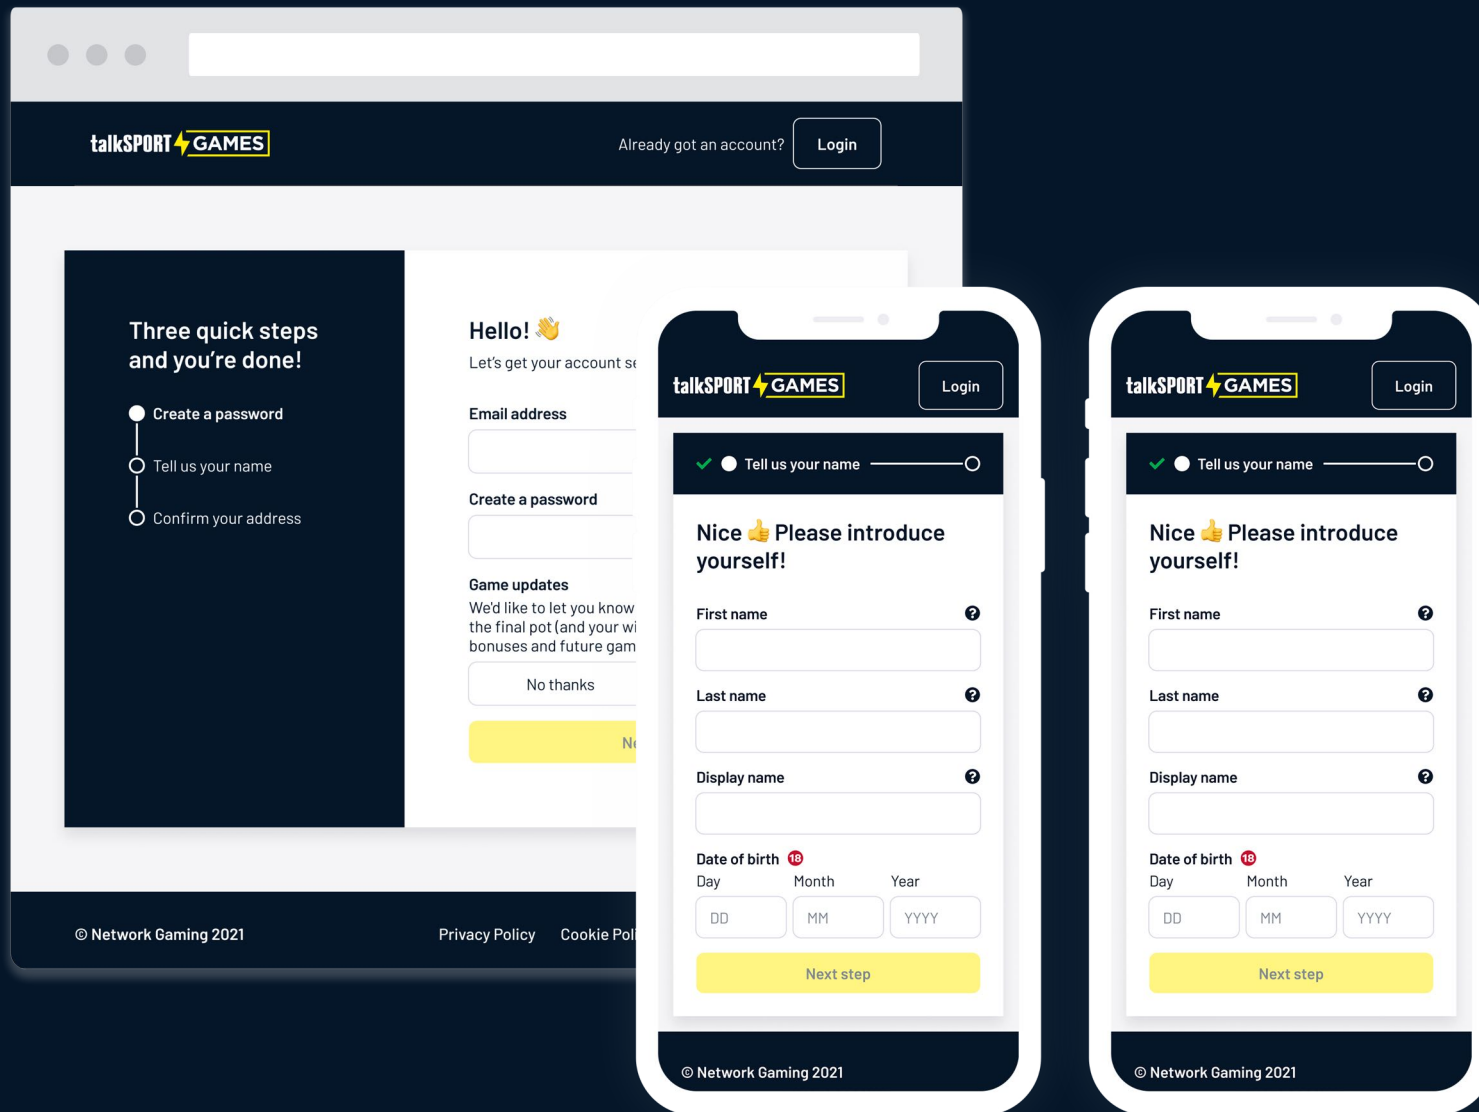 talkSPORT GAMES
Already got an account?
Login
Three quick steps
and you're done!
Create a password
Tell us your name
Confirm your address
Hello! 👋
Let's get your account
Email address
Create a password
Game updates
We'd like to let you know
the final pot (and your
bonuses and future
No thanks
© Network Gaming 2021
Privacy Policy
Cookie
talkSPORT GAMES
Login
Tell us your name
Nice 👍 Please introduce
yourself!
First name
Last name
Display name
Date of birth 18
Day Month Year
DD MM YYYY
Next step
© Network Gaming 2021
talkSPORT GAMES
Login
Tell us your name
Nice 👍 Please introduce
yourself!
First name
Last name
Display name
Date of birth 18
Day Month Year
DD MM YYYY
Next step
© Network Gaming 2021